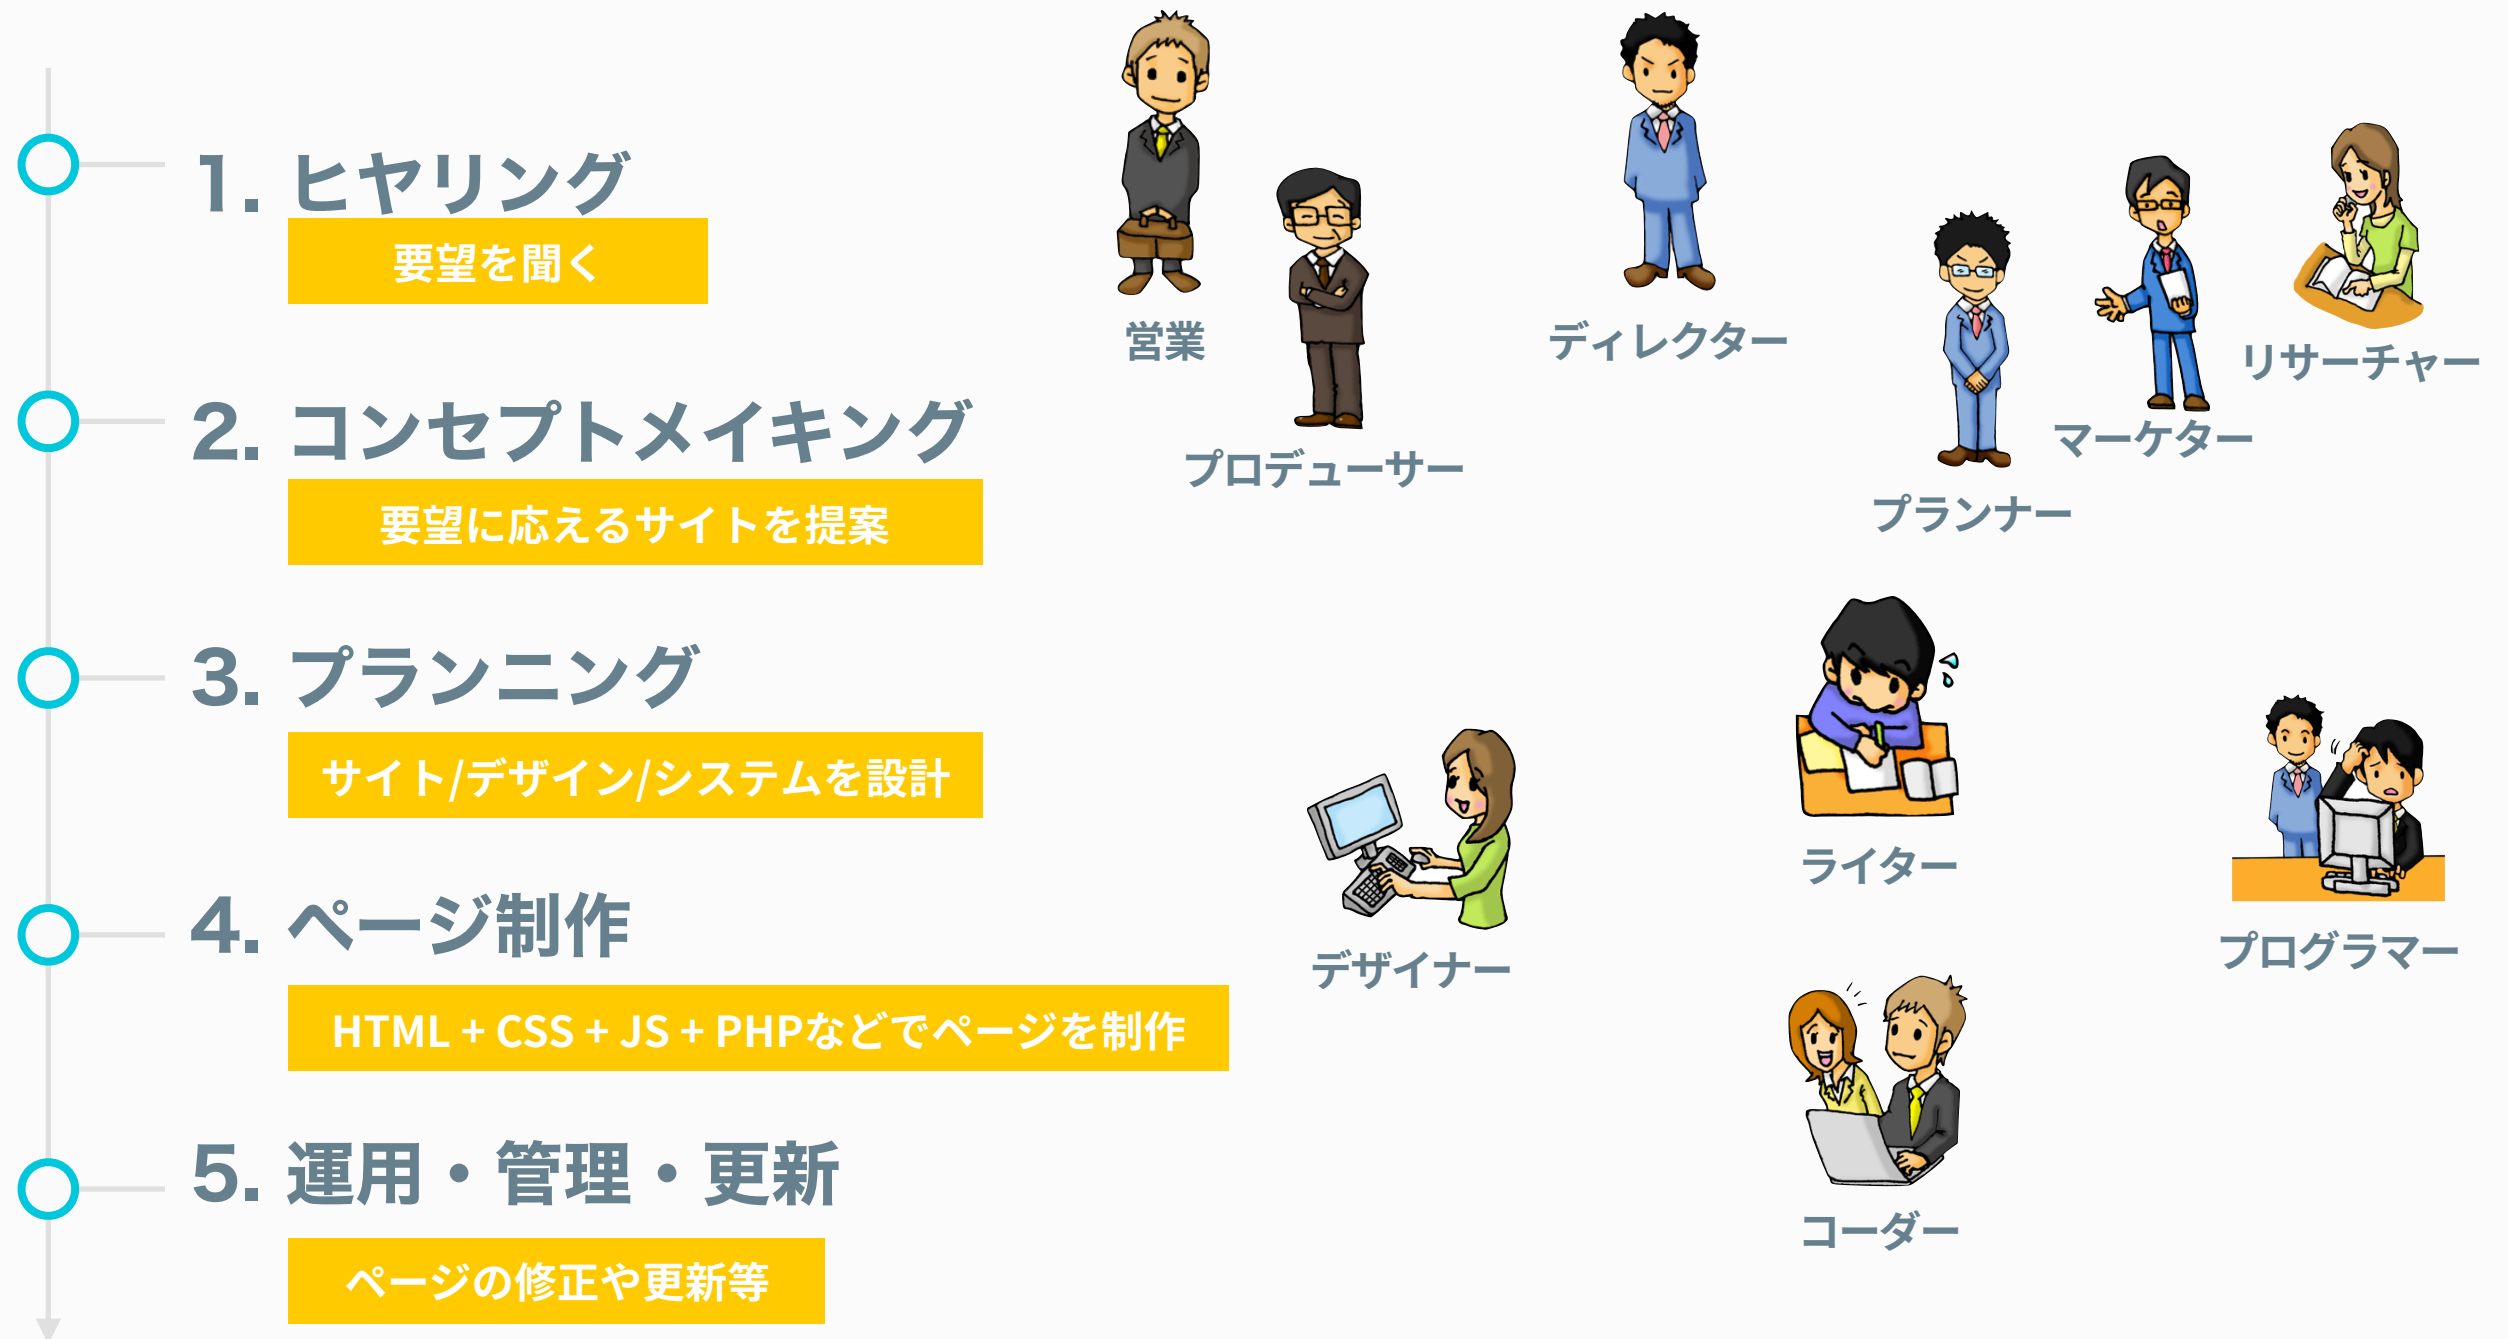 1. ヒヤリング
要望を聞く
2. コンセプトメイキング
要望に応えるサイトを提案
3. プランニング
サイト/デザイン/システムを設計
4. ページ制作
HTML + CSS + JS + PHPなどでページを制作
5. 運用・管理・更新
ページの修正や更新等
営業
プロデューサー
ディレクター
プランナー
マーケター
リサーチャー
デザイナー
ライター
プログラマー
コーダー